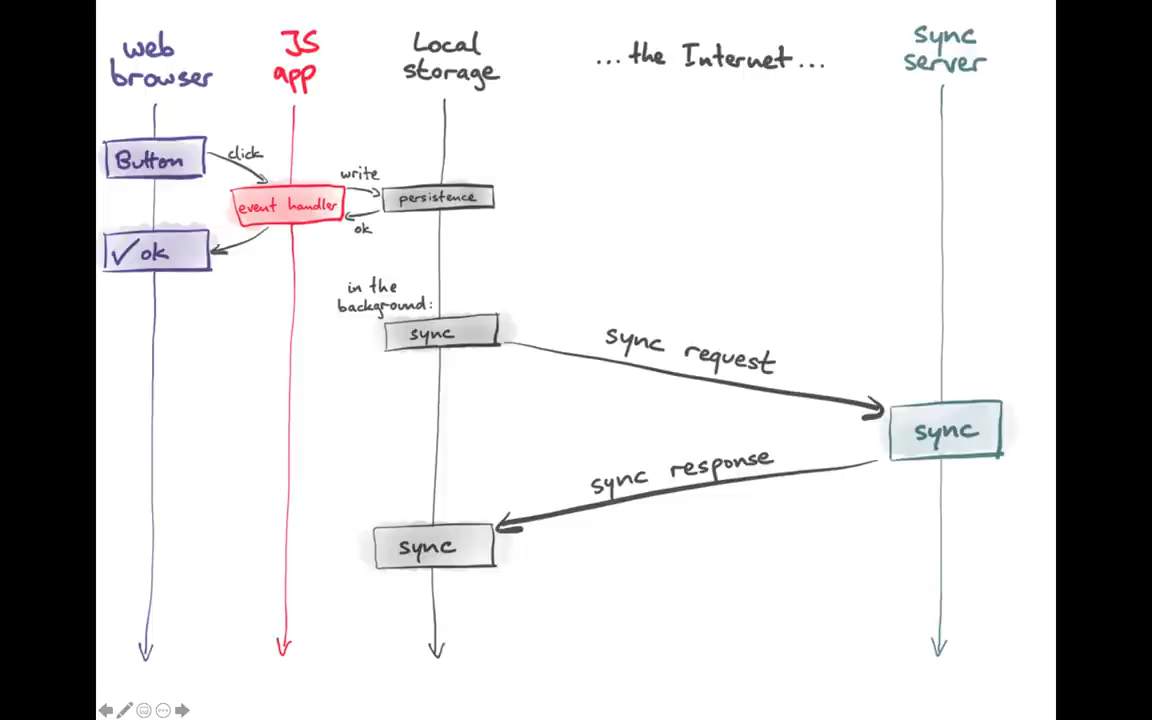 web
browser
JS
app
Local
storage
...the Internet...
sync
server
Button
click
event handler
write
persistence
ok
✓ ok
in the
background:
sync
sync request
sync
sync response
sync